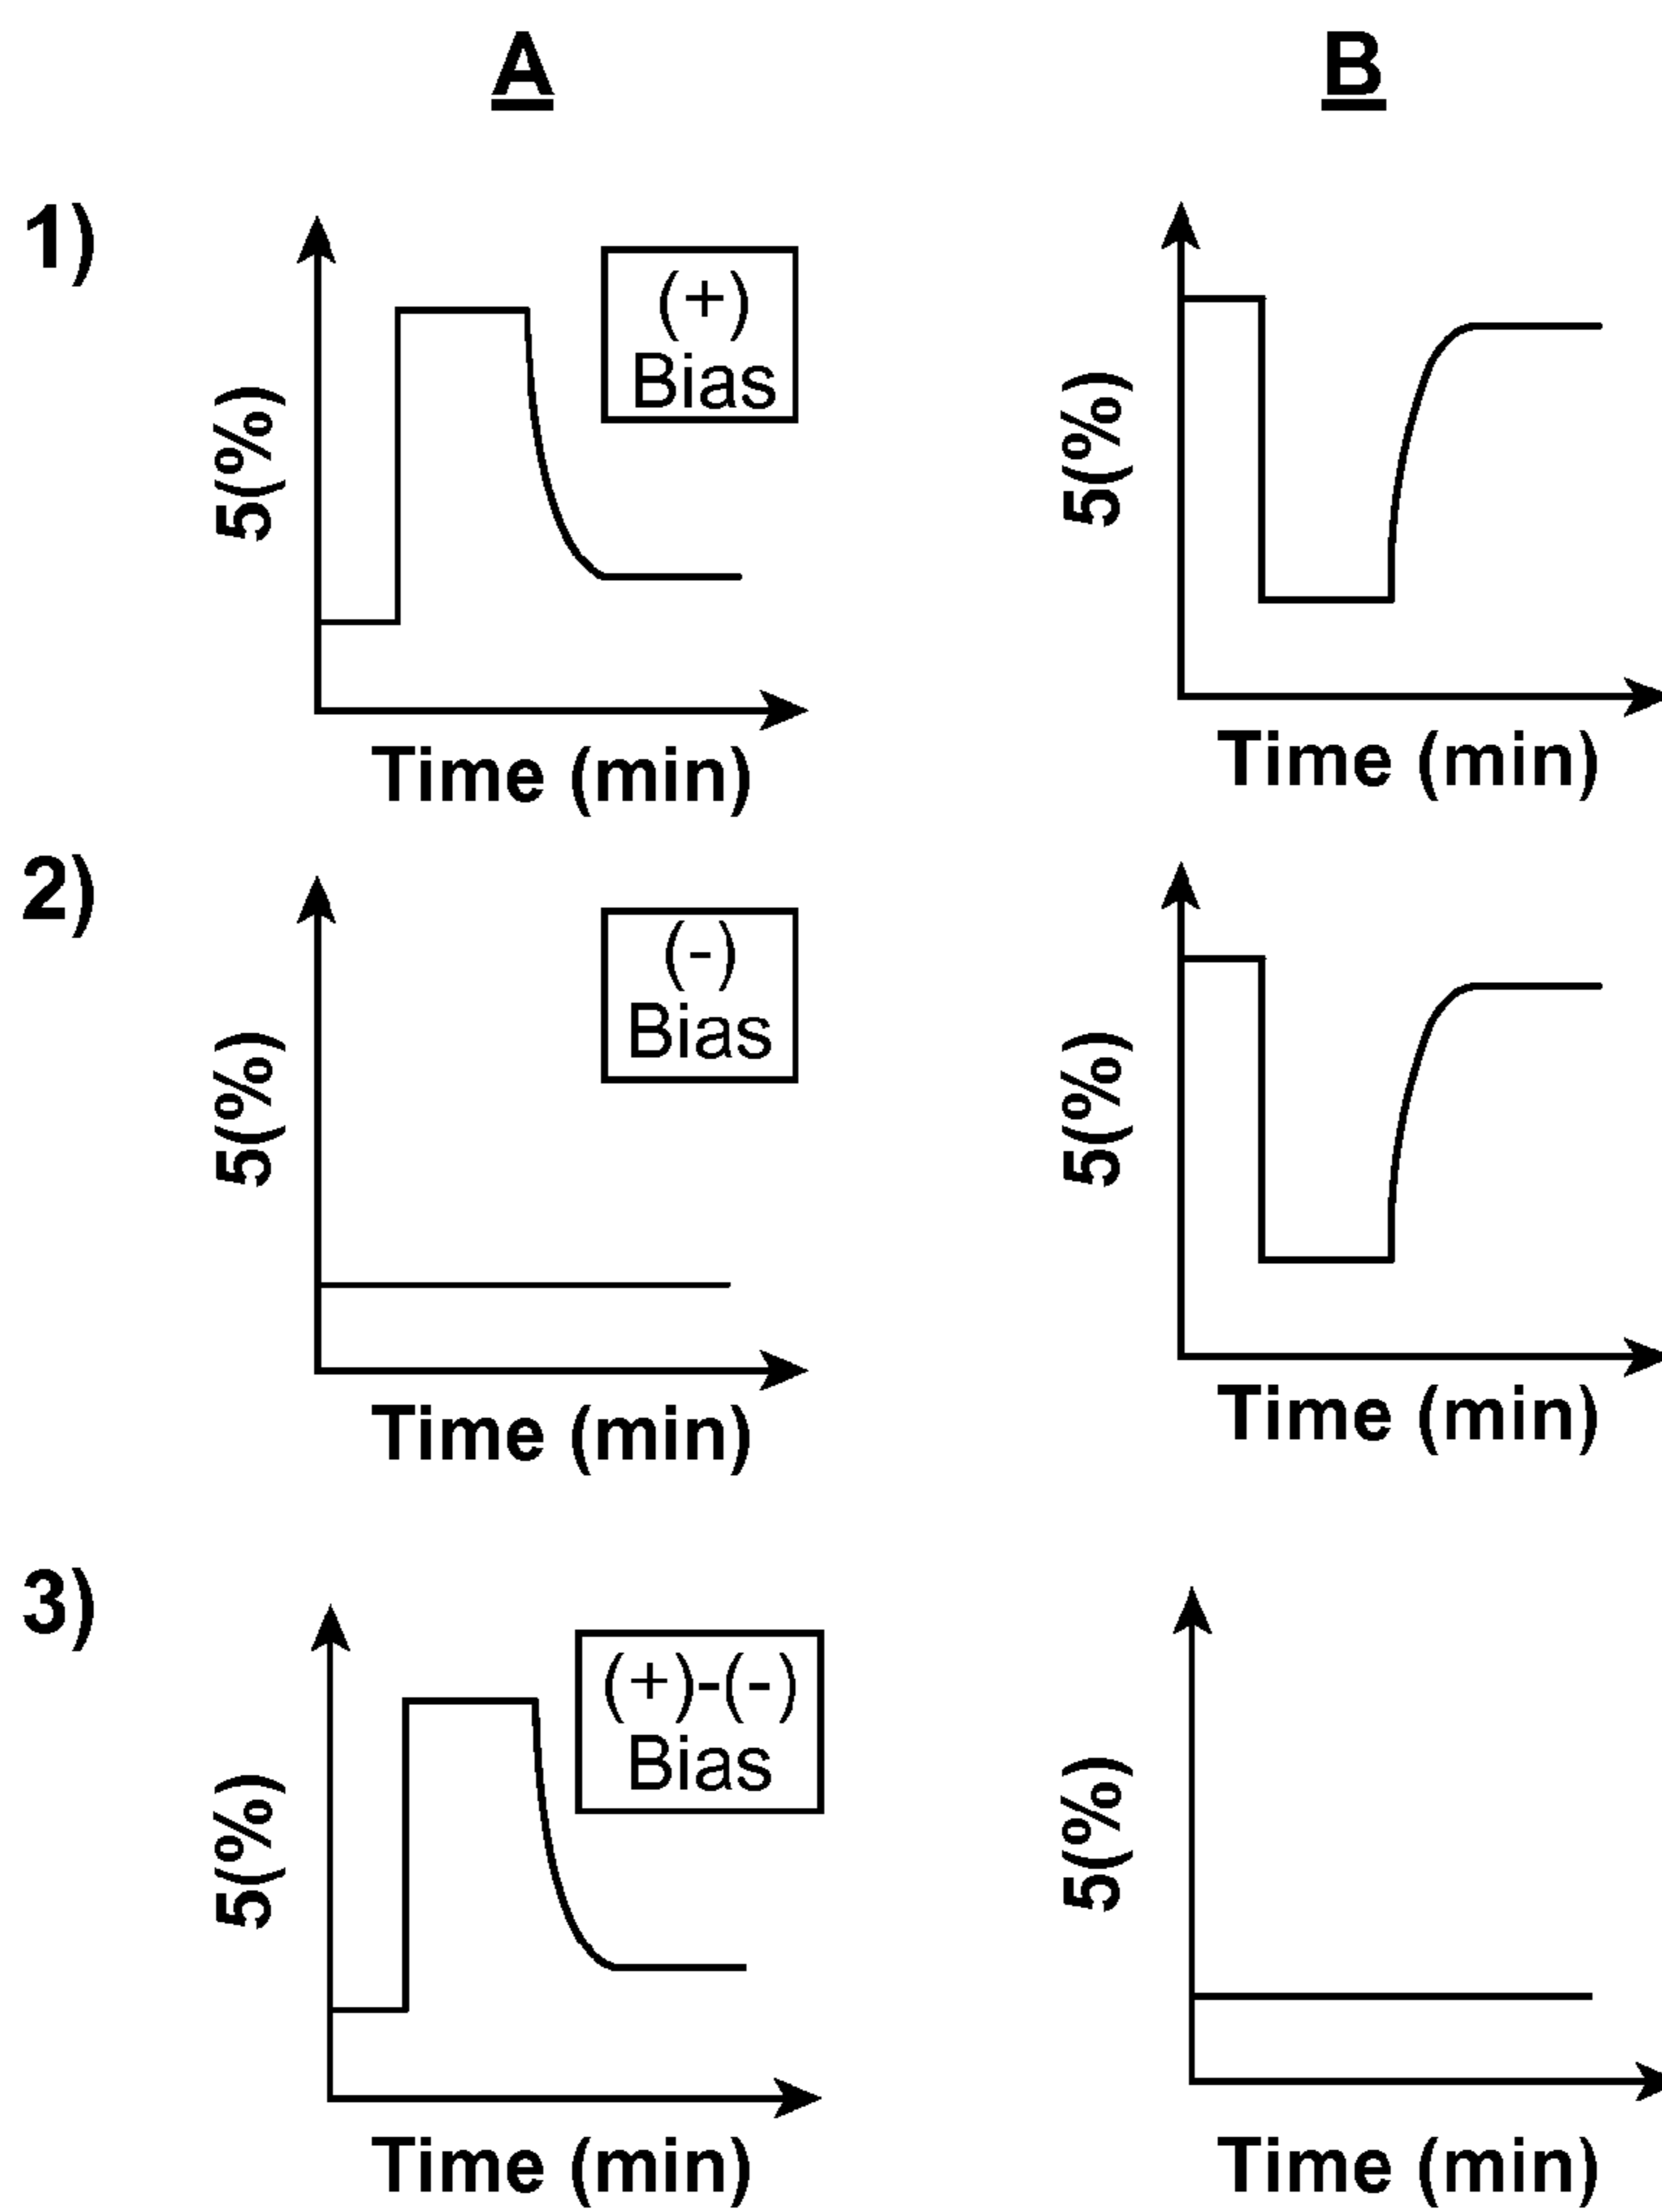 A
B
1)
5(%)
(+)
Bias
Time (min)
5(%)
Time (min)
2)
5(%)
(-)
Bias
Time (min)
5(%)
Time (min)
3)
5(%)
(+)-(-)
Bias
Time (min)
5(%)
Time (min)